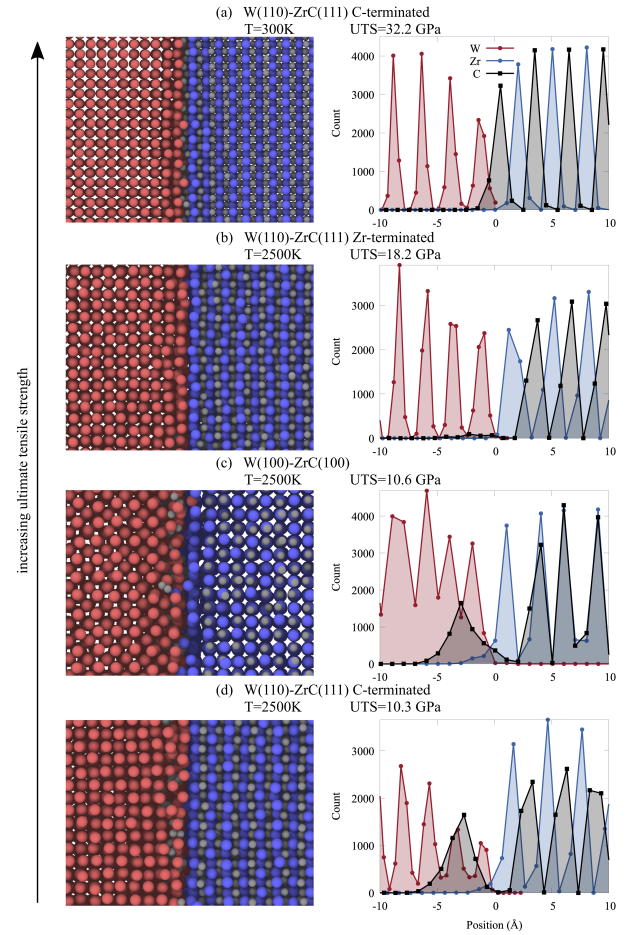 (a) W(110)-ZrC(111) C-terminated
T=300K UTS=32.2 GPa
W
Zr
C
4000
3000
2000
1000
0
Count
-10 -5 0 5 10
(b) W(110)-ZrC(111) Zr-terminated
T=2500K UTS=18.2 GPa
3000
2000
1000
0
Count
-10 -5 0 5 10
(c) W(100)-ZrC(100)
T=2500K UTS=10.6 GPa
4000
3000
2000
1000
0
Count
-10 -5 0 5 10
(d) W(110)-ZrC(111) C-terminated
T=2500K UTS=10.3 GPa
3000
2000
1000
0
Count
-10 -5 0 5 10
Position (Å)
increasing ultimate tensile strength